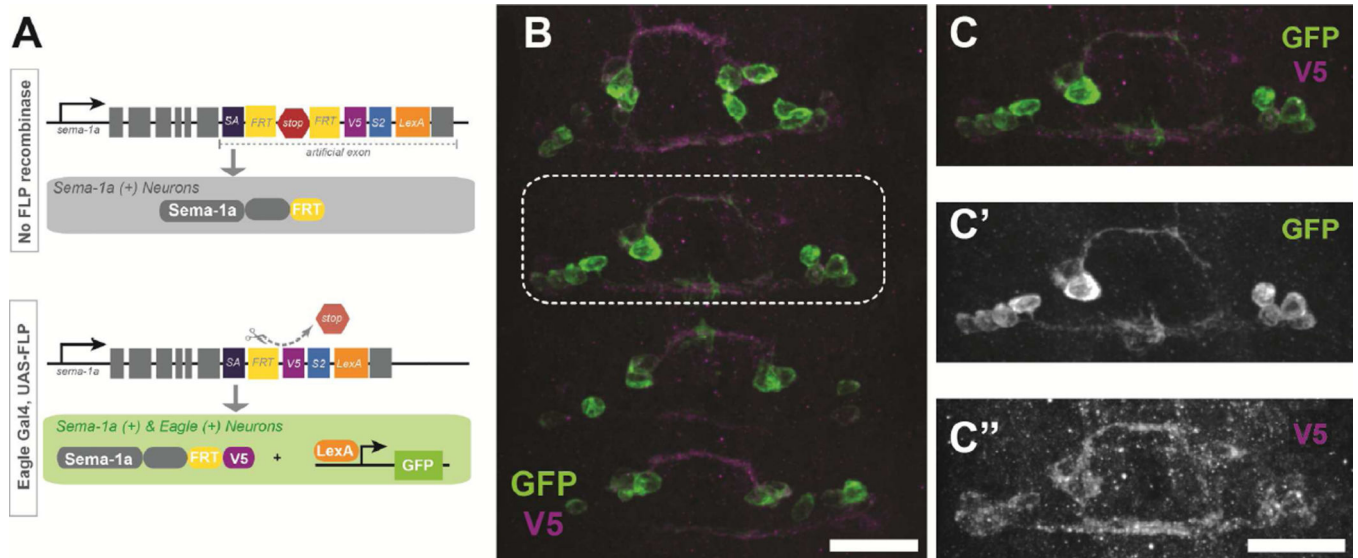 A
No FLP recombinase
sema-1a
SA
FRT
stop
FRT
V5
S2
LexA
artificial exon
Sema-1a (+) Neurons
Sema-1a
FRT
Eagle Gal4, UAS-FLP
stop
sema-1a
SA
FRT
V5
S2
LexA
Sema-1a (+) & Eagle (+) Neurons
Sema-1a
FRT
V5
+
LexA
GFP
B
GFP
V5
C
GFP
V5
C’
GFP
C”
V5